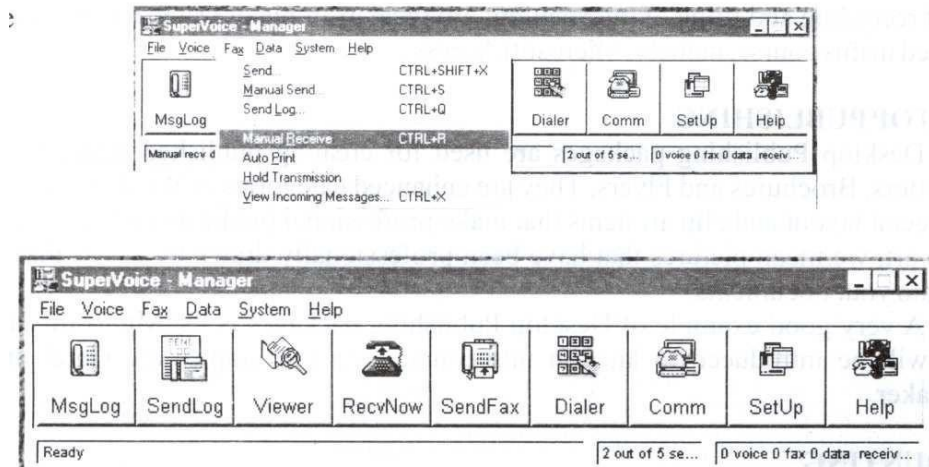 SuperVoice - Manager
File Voice Fax Data System Help
Send...
CTRL+SHIFT+X
Manual Send...
CTRL+S
Send Log...
CTRL+Q
Manual Receive
CTRL+R
Auto Print
Hold Transmission
View Incoming Messages...
CTRL+X
MsgLog
Dialer
Comm
SetUp
Help
Manual recv d
2 out of 5 se...
0 voice 0 fax 0 data receiv...
SuperVoice - Manager
File Voice Fax Data System Help
MsgLog
SendLog
Viewer
RecvNow
SendFax
Dialer
Comm
SetUp
Help
Ready
2 out of 5 se...
0 voice 0 fax 0 data receiv...